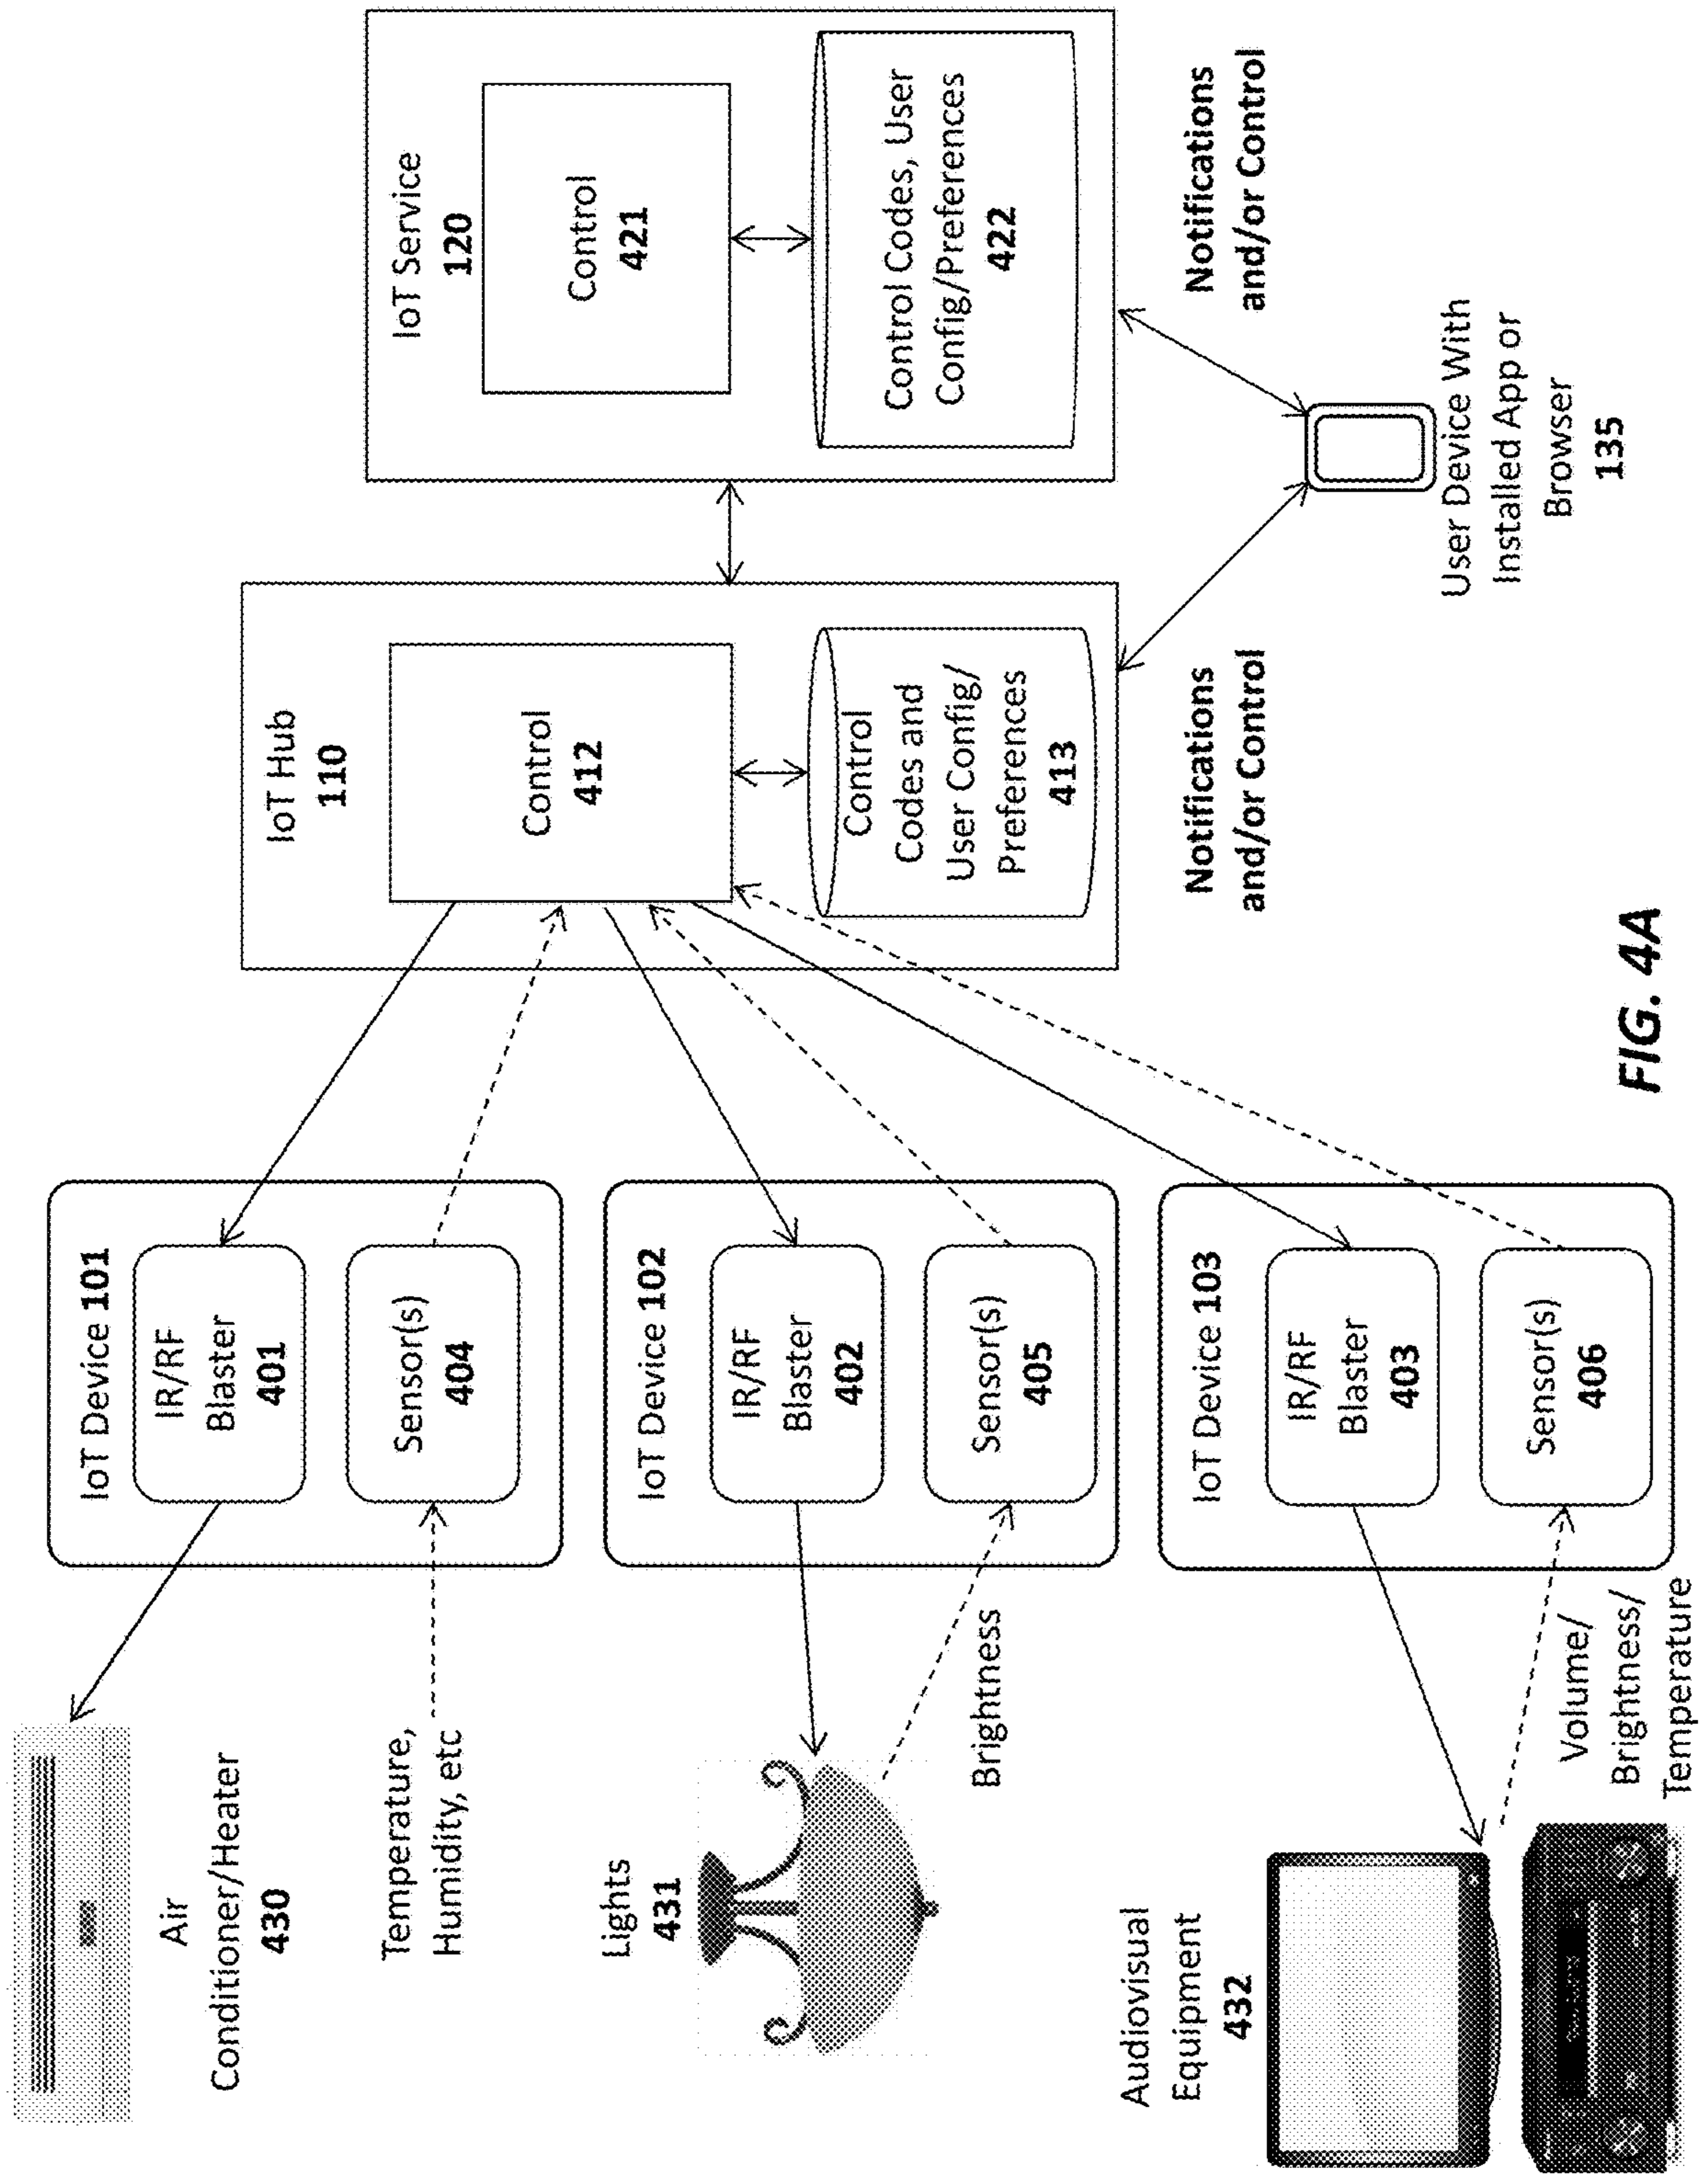 Air
Conditioner/Heater
430
Temperature,
Humidity, etc
Lights
431
Brightness
Audiovisual
Equipment
432
Volume/
Brightness/
Temperature
IoT Device 101
IR/RF
Blaster
401
Sensor(s)
404
IoT Device 102
IR/RF
Blaster
402
Sensor(s)
405
IoT Device 103
IR/RF
Blaster
403
Sensor(s)
406
IoT Hub
110
Control
412
Control
Codes and
User Config/
Preferences
413
Notifications
and/or Control
IoT Service
120
Control
421
Control Codes, User
Config/Preferences
422
Notifications
and/or Control
User Device With
Installed App or
Browser
135
FIG. 4A